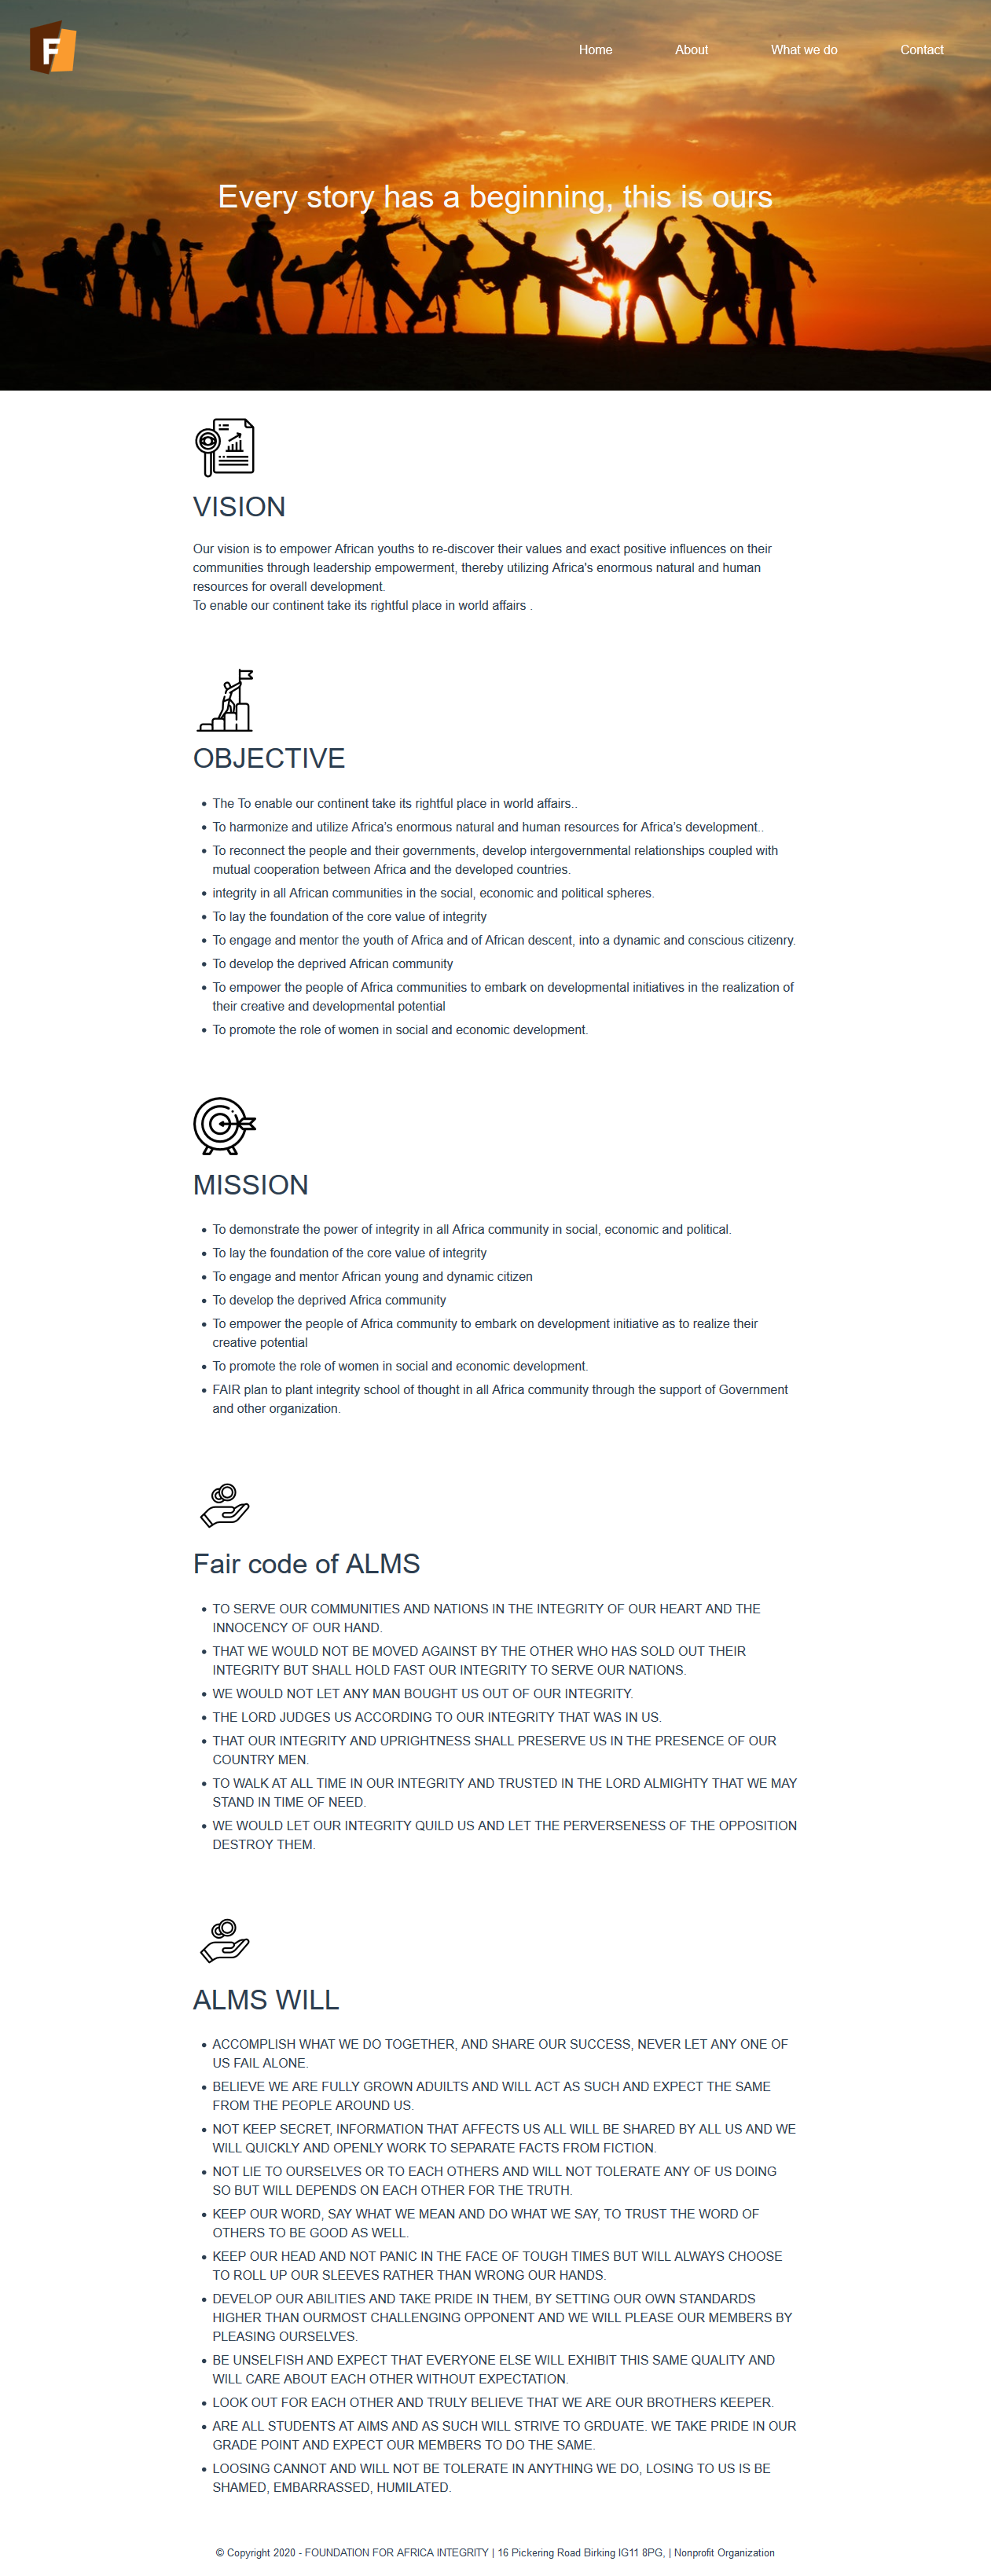 F
Home About What we do Contact
Every story has a beginning, this is ours
VISION
Our vision is to empower African youths to re-discover their values and exact positive influences on their
communities through leadership empowerment, thereby utilizing Africa's enormous natural and human
resources for overall development.
To enable our continent take its rightful place in world affairs .
OBJECTIVE
• The To enable our continent take its rightful place in world affairs..
• To harmonize and utilize Africa’s enormous natural and human resources for Africa’s development..
• To reconnect the people and their governments, develop intergovernmental relationships coupled with
mutual cooperation between Africa and the developed countries.
• integrity in all African communities in the social, economic and political spheres.
• To lay the foundation of the core value of integrity
• To engage and mentor the youth of Africa and of African descent, into a dynamic and conscious citizenry.
• To develop the deprived African community
• To empower the people of Africa communities to embark on developmental initiatives in the realization of
their creative and developmental potential
• To promote the role of women in social and economic development.
MISSION
• To demonstrate the power of integrity in all Africa community in social, economic and political.
• To lay the foundation of the core value of integrity
• To engage and mentor African young and dynamic citizen
• To develop the deprived Africa community
• To empower the people of Africa community to embark on development initiative as to realize their
creative potential
• To promote the role of women in social and economic development.
• FAIR plan to plant integrity school of thought in all Africa community through the support of Government
and other organization.
Fair code of ALMS
• TO SERVE OUR COMMUNITIES AND NATIONS IN THE INTEGRITY OF OUR HEART AND THE
INNOCENCY OF OUR HAND.
• THAT WE WOULD NOT BE MOVED AGAINST BY THE OTHER WHO HAS SOLD OUT THEIR
INTEGRITY BUT SHALL HOLD FAST OUR INTEGRITY TO SERVE OUR NATIONS.
• WE WOULD NOT LET ANY MAN BOUGHT US OUT OF OUR INTEGRITY.
• THE LORD JUDGES US ACCORDING TO OUR INTEGRITY THAT WAS IN US.
• THAT OUR INTEGRITY AND UPRIGHTNESS SHALL PRESERVE US IN THE PRESENCE OF OUR
COUNTRY MEN.
• TO WALK AT ALL TIME IN OUR INTEGRITY AND TRUSTED IN THE LORD ALMIGHTY THAT WE MAY
STAND IN TIME OF NEED.
• WE WOULD LET OUR INTEGRITY QUILD US AND LET THE PERVERSENESS OF THE OPPOSITION
DESTROY THEM.
ALMS WILL
• ACCOMPLISH WHAT WE DO TOGETHER, AND SHARE OUR SUCCESS, NEVER LET ANY ONE OF
US FAIL ALONE.
• BELIEVE WE ARE FULLY GROWN ADUILTS AND WILL ACT AS SUCH AND EXPECT THE SAME
FROM THE PEOPLE AROUND US.
• NOT KEEP SECRET, INFORMATION THAT AFFECTS US ALL WILL BE SHARED BY ALL US AND WE
WILL QUICKLY AND OPENLY WORK TO SEPARATE FACTS FROM FICTION.
• NOT LIE TO OURSELVES OR TO EACH OTHERS AND WILL NOT TOLERATE ANY OF US DOING
SO BUT WILL DEPENDS ON EACH OTHER FOR THE TRUTH.
• KEEP OUR WORD, SAY WHAT WE MEAN AND DO WHAT WE SAY, TO TRUST THE WORD OF
OTHERS TO BE GOOD AS WELL.
• KEEP OUR HEAD AND NOT PANIC IN THE FACE OF TOUGH TIMES BUT WILL ALWAYS CHOOSE
TO ROLL UP OUR SLEEVES RATHER THAN WRONG OUR HANDS.
• DEVELOP OUR ABILITIES AND TAKE PRIDE IN THEM, BY SETTING OUR OWN STANDARDS
HIGHER THAN OURMOST CHALLENGING OPPONENT AND WE WILL PLEASE OUR MEMBERS BY
PLEASING OURSELVES.
• BE UNSELFISH AND EXPECT THAT EVERYONE ELSE WILL EXHIBIT THIS SAME QUALITY AND
WILL CARE ABOUT EACH OTHER WITHOUT EXPECTATION.
• LOOK OUT FOR EACH OTHER AND TRULY BELIEVE THAT WE ARE OUR BROTHERS KEEPER.
• ARE ALL STUDENTS AT AIMS AND AS SUCH WILL STRIVE TO GRDUATE. WE TAKE PRIDE IN OUR
GRADE POINT AND EXPECT OUR MEMBERS TO DO THE SAME.
• LOOSING CANNOT AND WILL NOT BE TOLERATE IN ANYTHING WE DO, LOSING TO US IS BE
SHAMED, EMBARRASSED, HUMILATED.
© Copyright 2020 - FOUNDATION FOR AFRICA INTEGRITY | 16 Pickering Road Birking IG11 8PG, | Nonprofit Organization